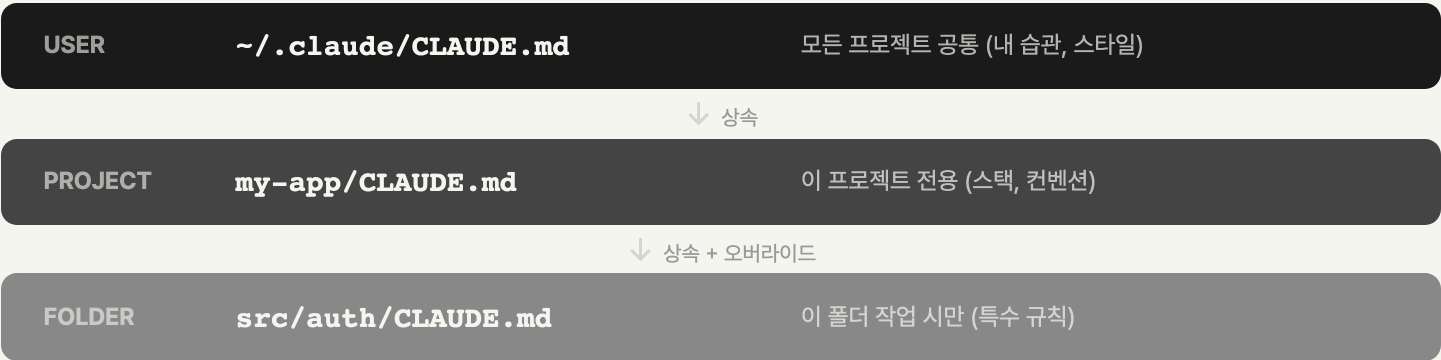 USER ~/.claude/CLAUDE.md 모든 프로젝트 공통 (내 습관, 스타일)
↓ 상속
PROJECT my-app/CLAUDE.md 이 프로젝트 전용 (스택, 컨벤션)
↓ 상속 + 오버라이드
FOLDER src/auth/CLAUDE.md 이 폴더 작업 시만 (특수 규칙)